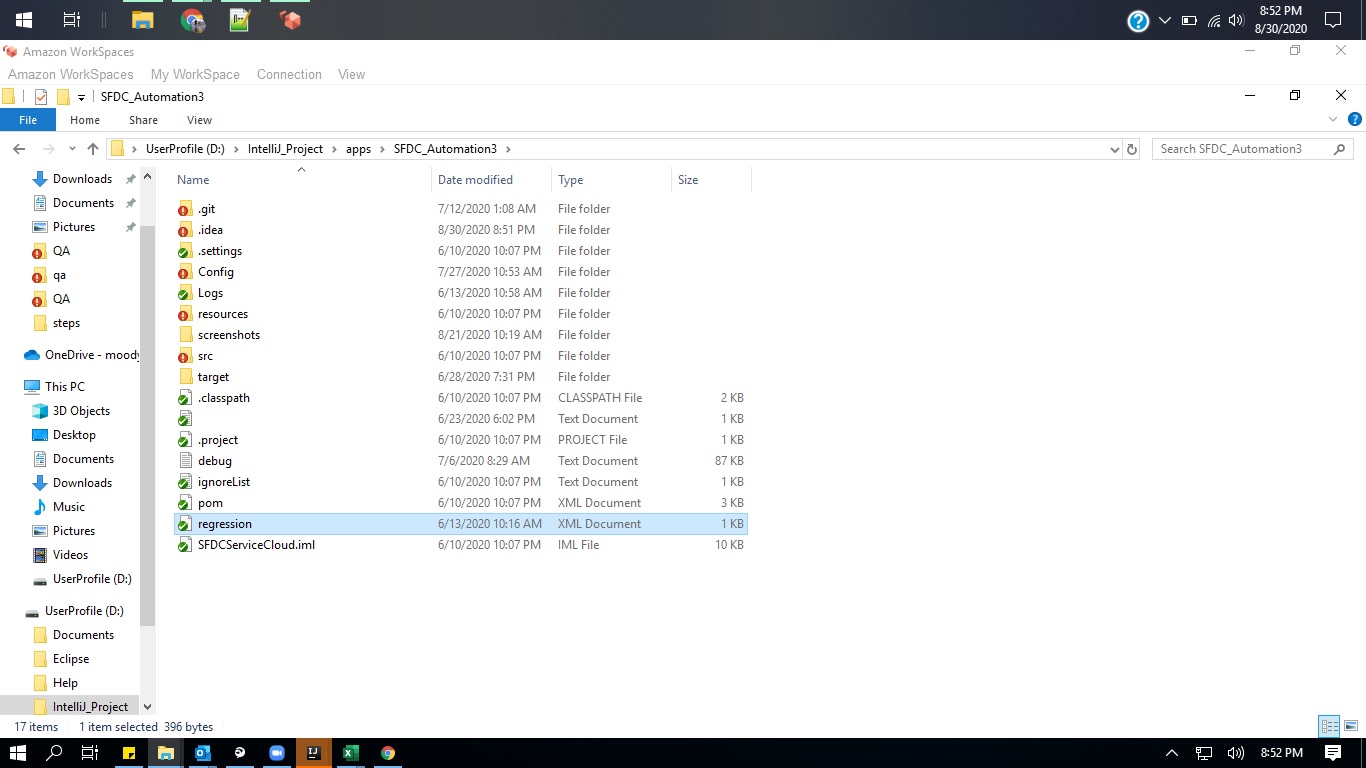 8:52 PM
8/30/2020
Amazon WorkSpaces
Amazon WorkSpaces My WorkSpace Connection View
SFDC_Automation3
File Home Share View
UserProfile (D:) IntelliJ_Project apps SFDC_Automation3 Search SFDC_Automation3
Name Date modified Type Size
Downloads
Documents
Pictures
QA
qa
QA
steps
OneDrive - moody
This PC
3D Objects
Desktop
Documents
Downloads
Music
Pictures
Videos
UserProfile (D:)
UserProfile (D:)
Documents
Eclipse
Help
IntelliJ_Project
.git 7/12/2020 1:08 AM File folder
.idea 8/30/2020 8:51 PM File folder
.settings 6/10/2020 10:07 PM File folder
Config 7/27/2020 10:53 AM File folder
Logs 6/13/2020 10:58 AM File folder
resources 6/10/2020 10:07 PM File folder
screenshots 8/21/2020 10:19 AM File folder
src 6/10/2020 10:07 PM File folder
target 6/28/2020 7:31 PM File folder
.classpath 6/10/2020 10:07 PM CLASSPATH File 2 KB
6/23/2020 6:02 PM Text Document 1 KB
.project 6/10/2020 10:07 PM PROJECT File 1 KB
debug 7/6/2020 8:29 AM Text Document 87 KB
ignoreList 6/10/2020 10:07 PM Text Document 1 KB
pom 6/10/2020 10:07 PM XML Document 3 KB
regression 6/13/2020 10:16 AM XML Document 1 KB
SFDCServiceCloud.iml 6/10/2020 10:07 PM IML File 10 KB
17 items 1 item selected 396 bytes
8:52 PM